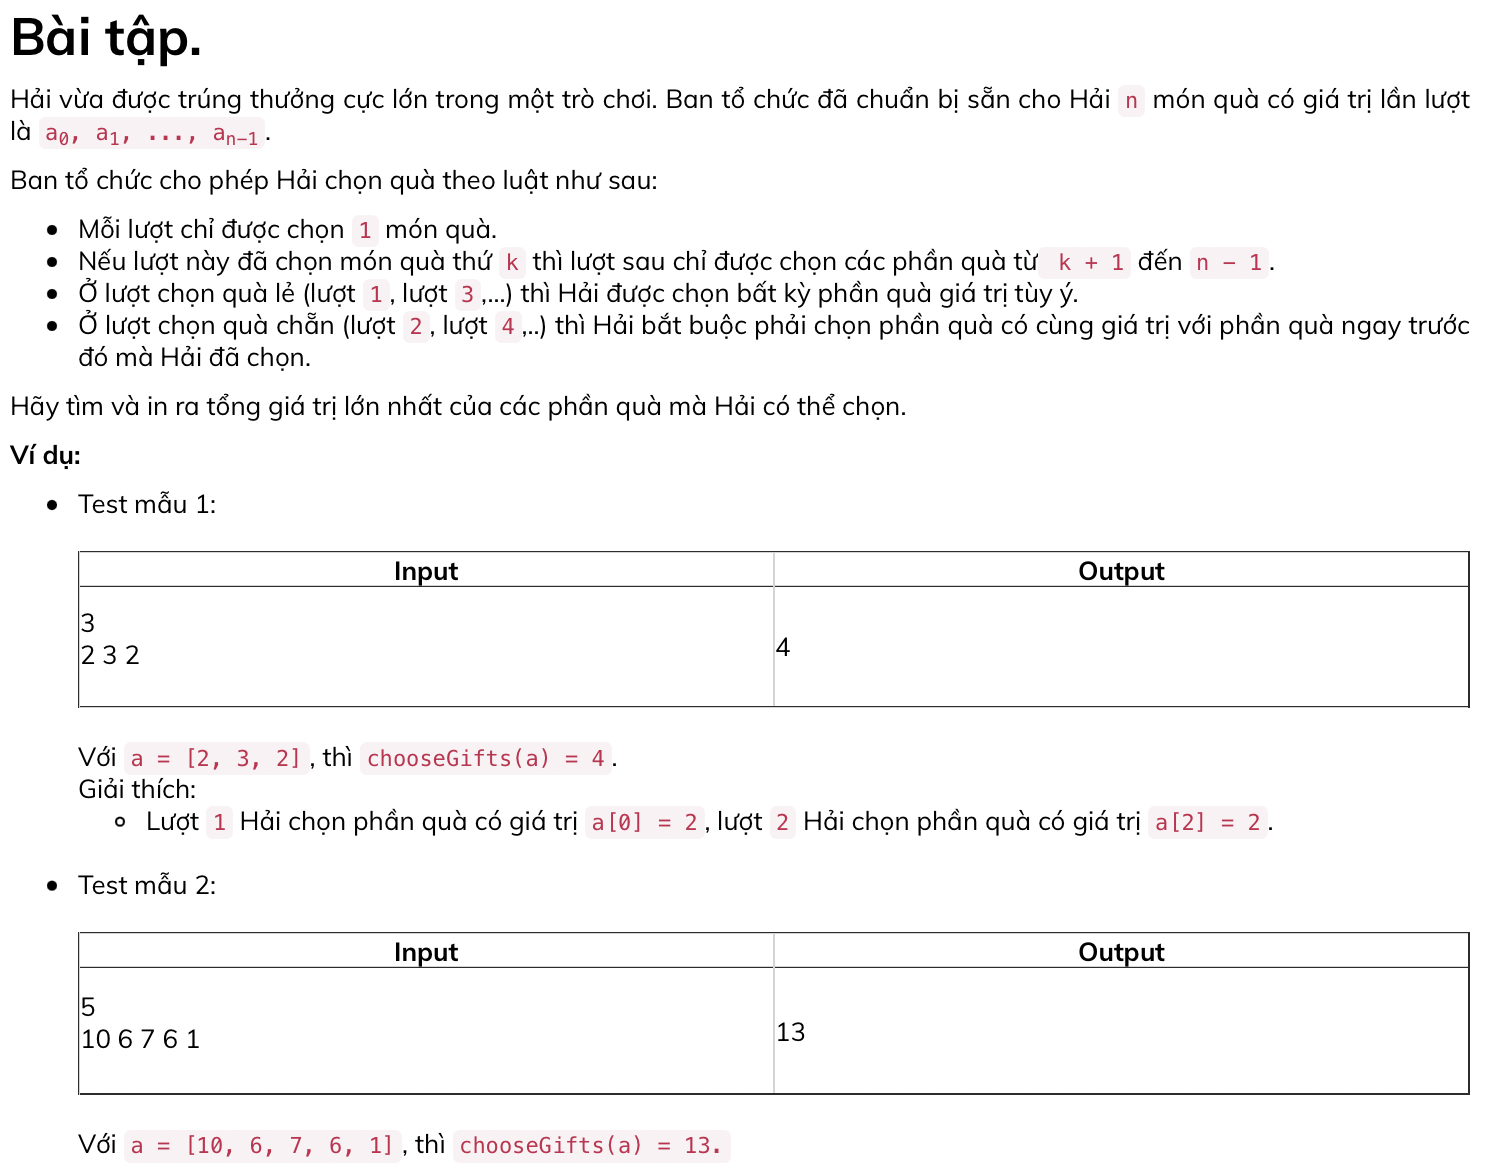 Bài tập.
Hải vừa được trúng thưởng cực lớn trong một trò chơi. Ban tổ chức đã chuẩn bị sẵn cho Hải n món quà có giá trị lần lượt
là a0, a1, ..., an-1.
Ban tổ chức cho phép Hải chọn quà theo luật như sau:
• Mỗi lượt chỉ được chọn 1 món quà.
• Nếu lượt này đã chọn món quà thứ k thì lượt sau chỉ được chọn các phần quà từ k + 1 đến n - 1.
• Ở lượt chọn quà lẻ (lượt 1, lượt 3,...) thì Hải được chọn bất kỳ phần quà giá trị tùy ý.
• Ở lượt chọn quà chẵn (lượt 2, lượt 4,..) thì Hải bắt buộc phải chọn phần quà có cùng giá trị với phần quà ngay trước
đó mà Hải đã chọn.
Hãy tìm và in ra tổng giá trị lớn nhất của các phần quà mà Hải có thể chọn.
Ví dụ:
• Test mẫu 1:
Input Output
3
2 3 2
4
Với a = [2, 3, 2], thì chooseGifts(a) = 4.
Giải thích:
◦ Lượt 1 Hải chọn phần quà có giá trị a[0] = 2, lượt 2 Hải chọn phần quà có giá trị a[2] = 2.
• Test mẫu 2:
Input Output
5
10 6 7 6 1
13
Với a = [10, 6, 7, 6, 1], thì chooseGifts(a) = 13.